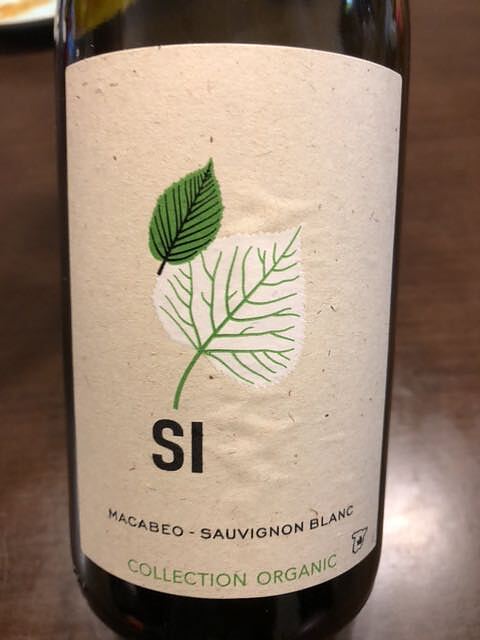 SI
MACABEO - SAUVIGNON BLANC
COLLECTION ORGANIC